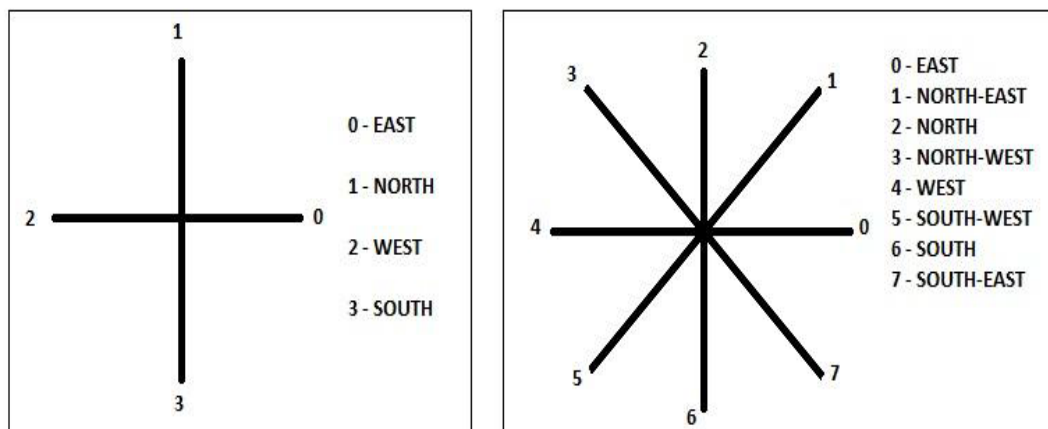 1
0 - EAST
1 - NORTH
2
0
2 - WEST
3 - SOUTH
3
2
3
1
0 - EAST
1 - NORTH-EAST
2 - NORTH
3 - NORTH-WEST
4
0
4 - WEST
5 - SOUTH-WEST
6 - SOUTH
7 - SOUTH-EAST
5
7
6